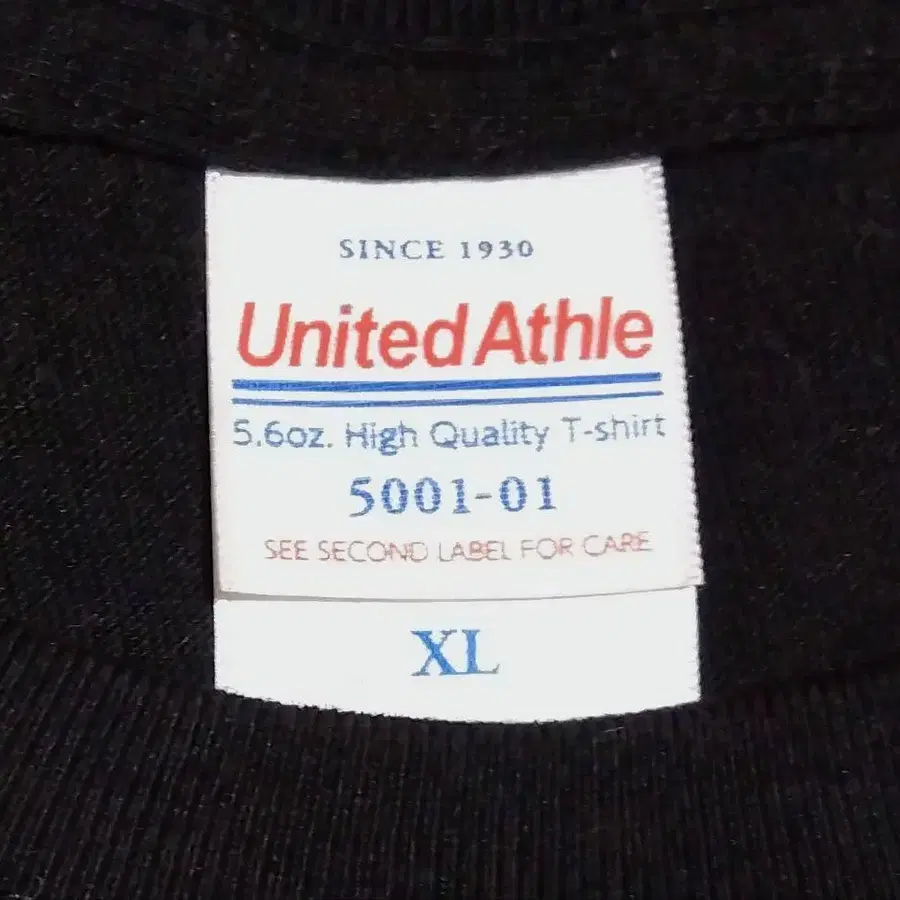 SINCE 1930
United Athle
5.6oz. High Quality T-shirt
5001-01
SEE SECOND LABEL FOR CARE
XL